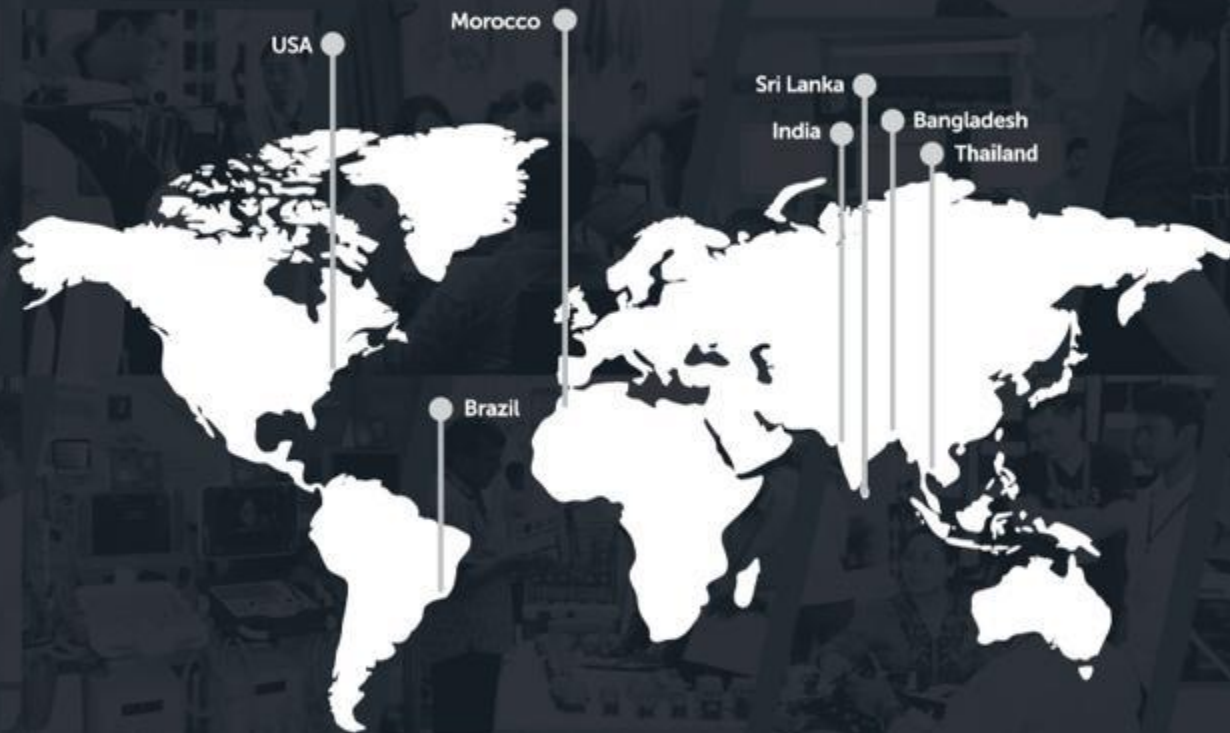 Morocco
USA
Sri Lanka
Bangladesh
India
Thailand
Brazil